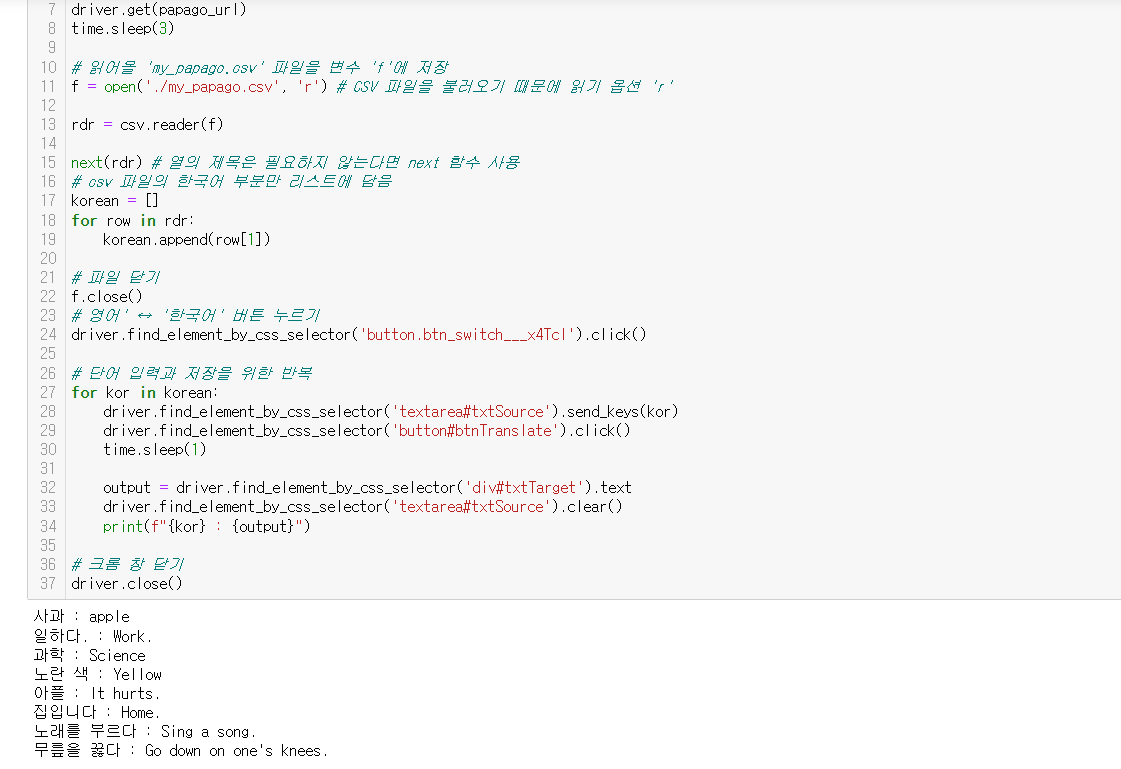 7 driver.get(papago_url)
8 time.sleep(3)
9
10 # 읽어올 'my_papago.csv' 파일을 변수 'f'에 저장
11 f = open('./my_papago.csv', 'r') # CSV 파일을 불러오기 때문에 읽기 옵션 'r'
12
13 rdr = csv.reader(f)
14
15 next(rdr) # 열의 제목은 필요하지 않는다면 next 함수 사용
16 # csv 파일의 한국어 부분만 리스트에 담음
17 korean = []
18 for row in rdr:
19     korean.append(row[1])
20
21 # 파일 닫기
22 f.close()
23 # 영어' ↔ '한국어' 버튼 누르기
24 driver.find_element_by_css_selector('button.btn_switch___x4Tcl').click()
25
26 # 단어 입력과 저장을 위한 반복
27 for kor in korean:
28     driver.find_element_by_css_selector('textarea#txtSource').send_keys(kor)
29     driver.find_element_by_css_selector('button#btnTranslate').click()
30     time.sleep(1)
31
32     output = driver.find_element_by_css_selector('div#txtTarget').text
33     driver.find_element_by_css_selector('textarea#txtSource').clear()
34     print(f"{kor} : {output}")
35
36 # 크롬 창 닫기
37 driver.close()
사과 : apple
일하다. : Work.
과학 : Science
노란 색 : Yellow
아플 : It hurts.
집입니다 : Home.
노래를 부르다 : Sing a song.
무릎을 꿇다 : Go down on one's knees.